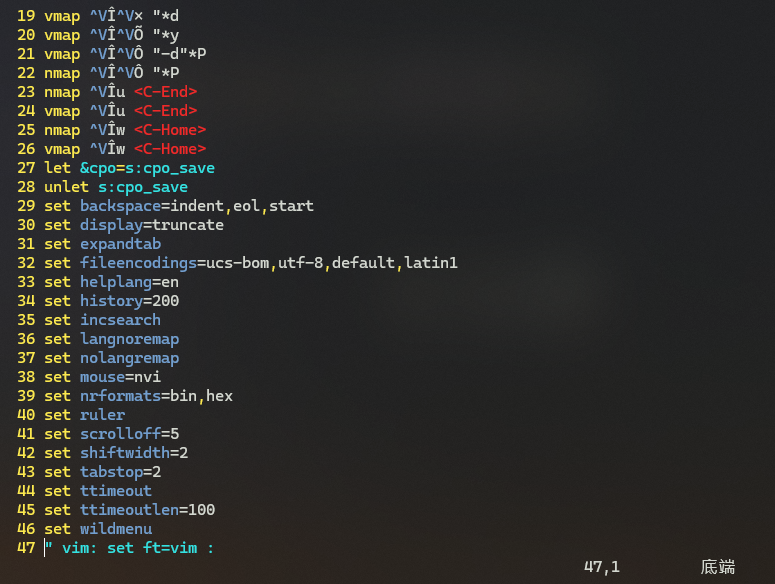 19 vmap ^VÎ^V× "*d
20 vmap ^VÎ^VÕ "*y
21 vmap ^VÎ^VÔ "-d"*P
22 nmap ^VÎ^VÔ "*P
23 nmap ^VÎu <C-End>
24 vmap ^VÎu <C-End>
25 nmap ^VÎw <C-Home>
26 vmap ^VÎw <C-Home>
27 let &cpo=s:cpo_save
28 unlet s:cpo_save
29 set backspace=indent,eol,start
30 set display=truncate
31 set expandtab
32 set fileencodings=ucs-bom,utf-8,default,latin1
33 set helplang=en
34 set history=200
35 set incsearch
36 set langnoremap
37 set nolangremap
38 set mouse=nvi
39 set nrformats=bin,hex
40 set ruler
41 set scrolloff=5
42 set shiftwidth=2
43 set tabstop=2
44 set ttimeout
45 set ttimeoutlen=100
46 set wildmenu
47 " vim: set ft=vim :
47,1 底端